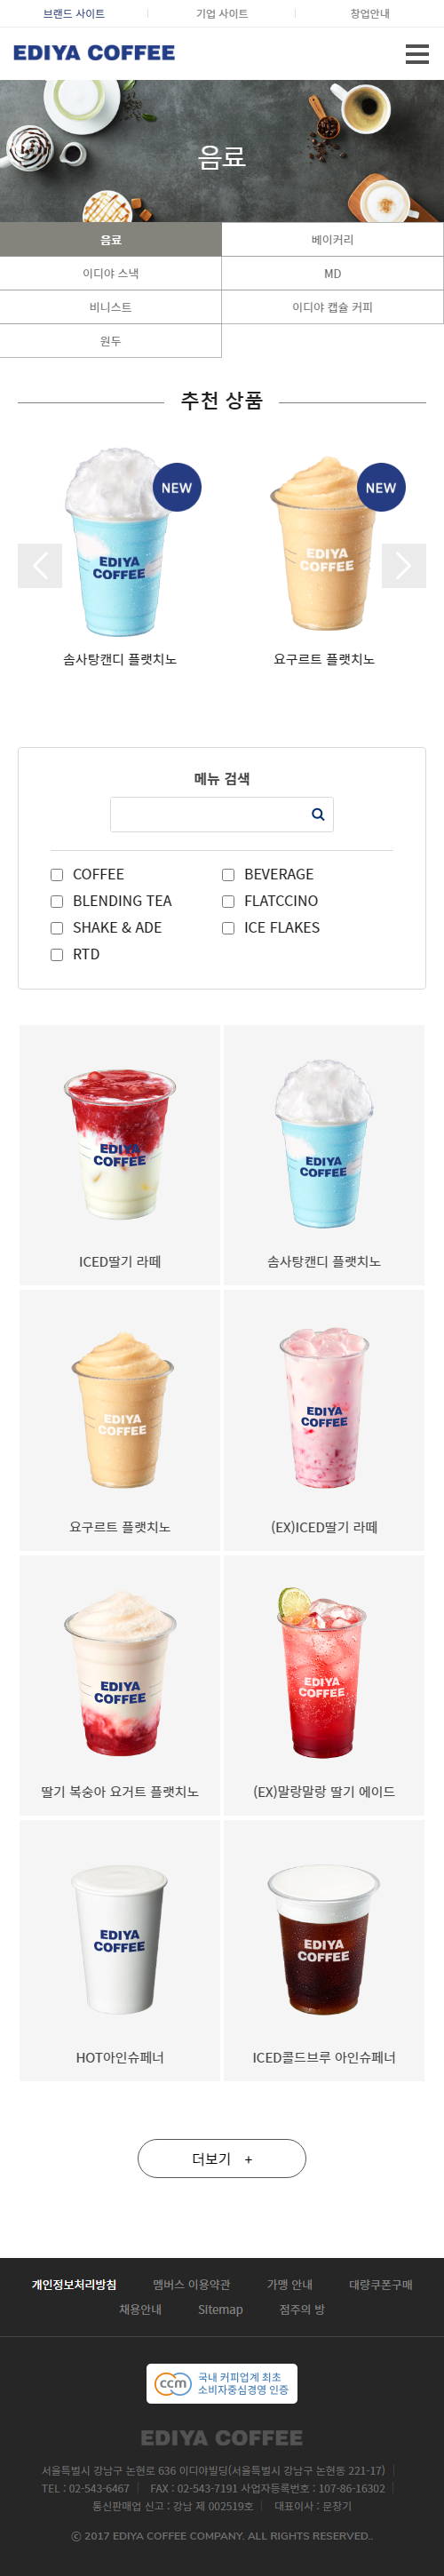 브랜드 사이트
기업 사이트
창업안내
EDIYA COFFEE
음료
음료
베이커리
이디야 스낵
MD
비니스트
이디야 캡슐 커피
원두
추천 상품
NEW
NEW
EDIYA
COFFEE
EDIYA
COFFEE
솜사탕캔디 플랫치노
요구르트 플랫치노
메뉴 검색
COFFEE
BEVERAGE
BLENDING TEA
FLATCCINO
SHAKE & ADE
ICE FLAKES
RTD
EDIYA
COFFEE
EDIYA
COFFEE
ICED딸기 라떼
솜사탕캔디 플랫치노
EDIYA
COFFEE
EDIYA
COFFEE
요구르트 플랫치노
(EX)ICED딸기 라떼
EDIYA
COFFEE
EDIYA
COFFEE
딸기 복숭아 요거트 플랫치노
(EX)말랑말랑 딸기 에이드
EDIYA
COFFEE
EDIYA
COFFEE
HOT아인슈페너
ICED콜드브루 아인슈페너
더보기 +
개인정보처리방침
멤버스 이용약관
가맹 안내
대량쿠폰구매
채용안내
Sitemap
점주의 방
ccm 국내 커피업계 최초
소비자중심경영 인증
EDIYA COFFEE
서울특별시 강남구 논현로 636 이디야빌딩(서울특별시 강남구 논현동 221-17)
TEL : 02-543-6467 FAX : 02-543-7191 사업자등록번호 : 107-86-16302
통신판매업 신고 : 강남 제 002519호 대표이사 : 문창기
© 2017 EDIYA COFFEE COMPANY. ALL RIGHTS RESERVED..